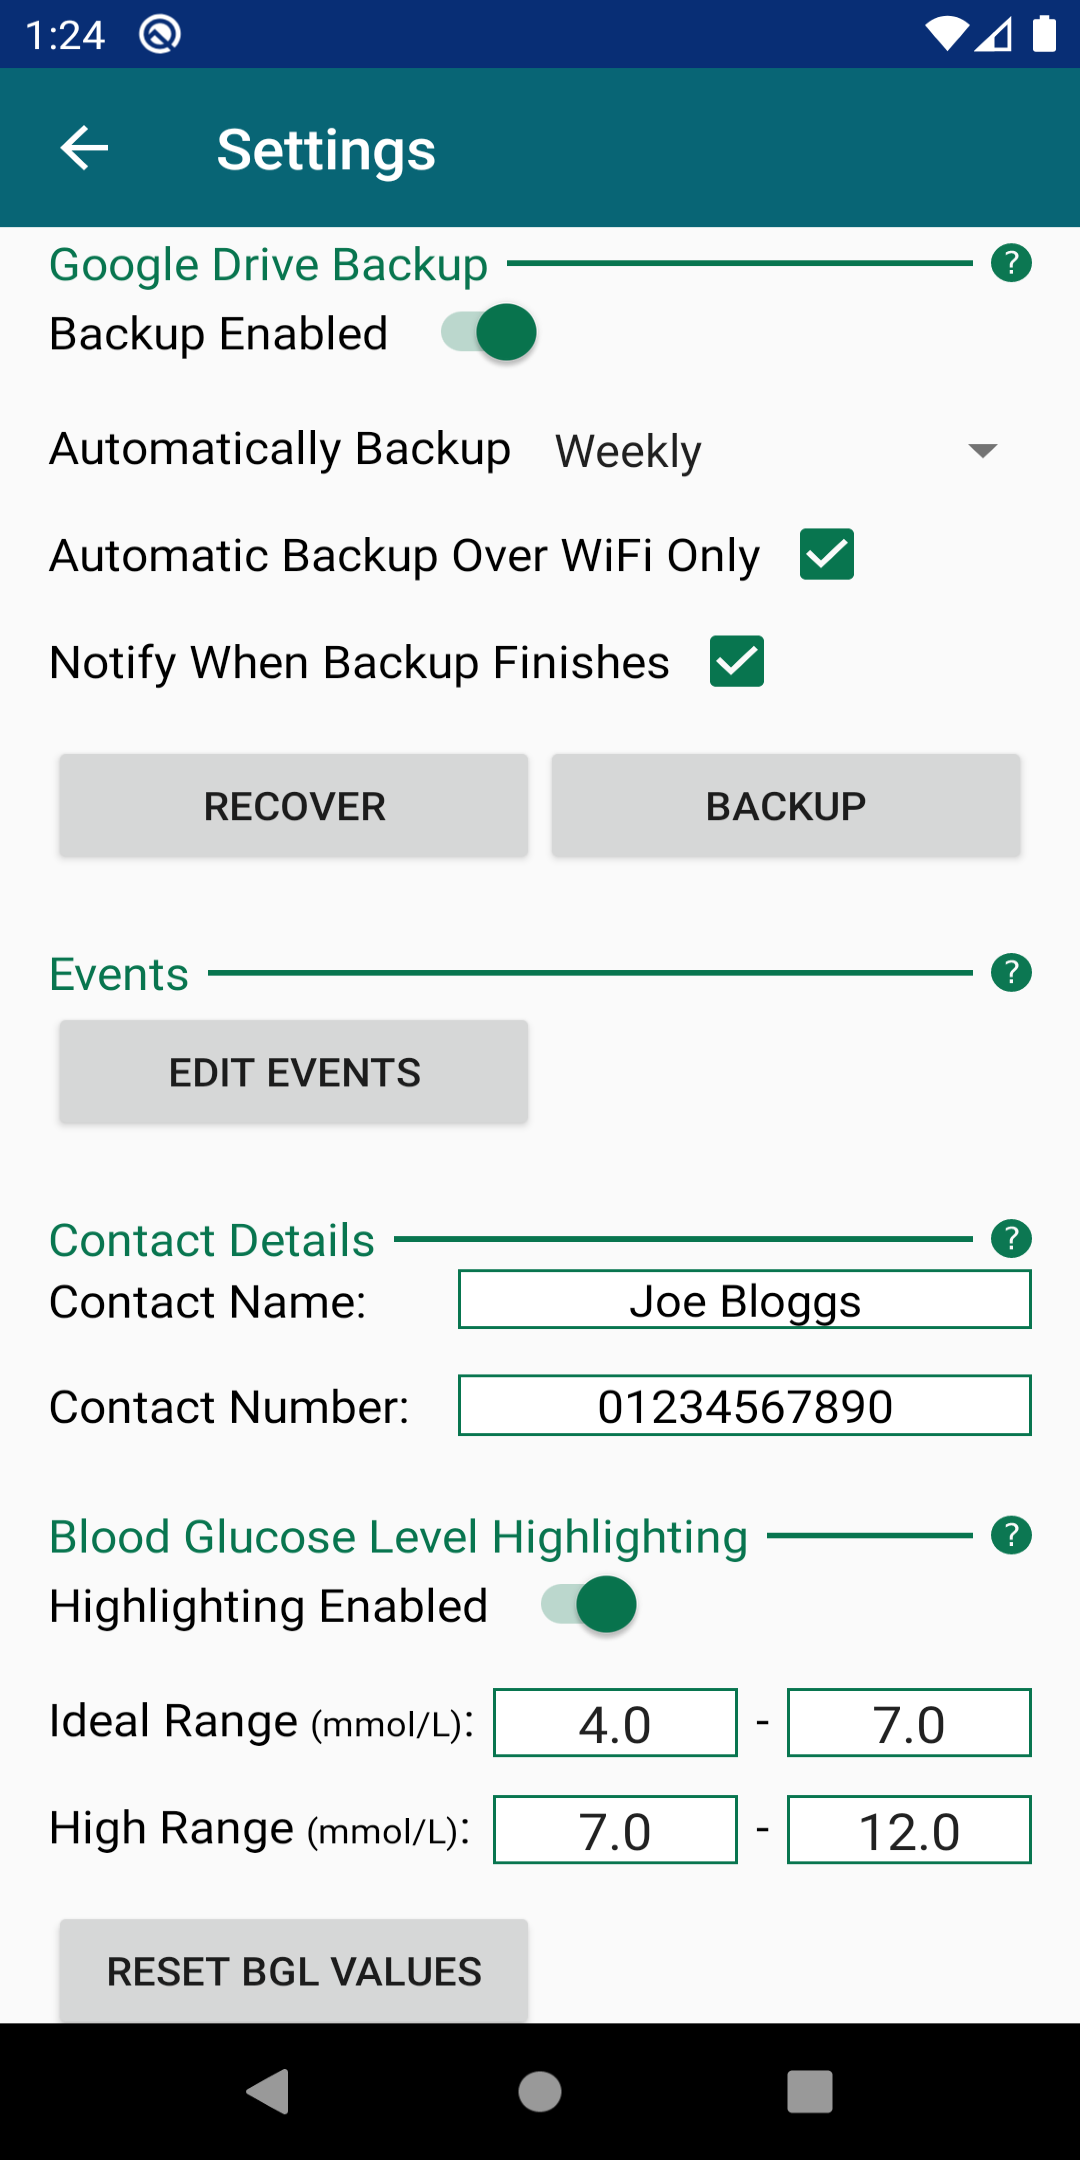 1:24
Settings
Google Drive Backup ?
Backup Enabled
Automatically Backup Weekly
Automatic Backup Over WiFi Only
Notify When Backup Finishes
RECOVER BACKUP
Events ?
EDIT EVENTS
Contact Details ?
Contact Name: Joe Bloggs
Contact Number: 01234567890
Blood Glucose Level Highlighting ?
Highlighting Enabled
Ideal Range (mmol/L): 4.0 - 7.0
High Range (mmol/L): 7.0 - 12.0
RESET BGL VALUES